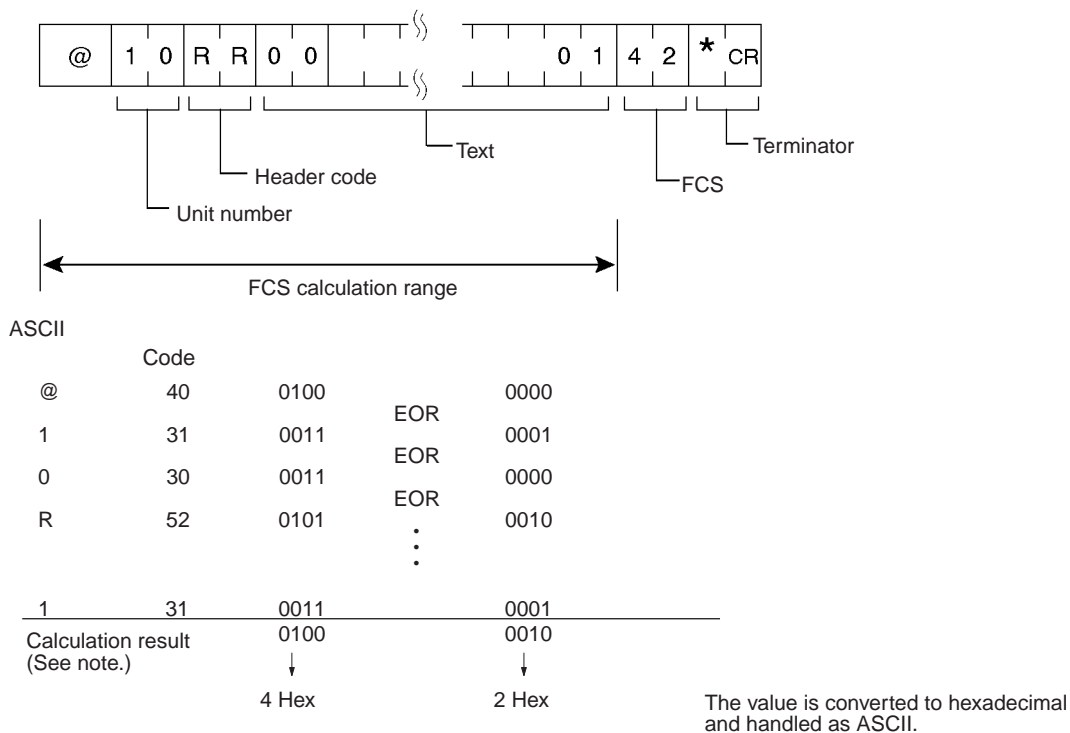 @ 1 0 R R 0 0 0 1 4 2 * CR
Text
Terminator
Header code
FCS
Unit number
FCS calculation range
ASCII
Code
@ 40 0100 0000
EOR
1 31 0011 0001
EOR
0 30 0011 0000
EOR
R 52 0101 0010
1 31 0011 0001
Calculation result 0100 0010
(See note.)
4 Hex 2 Hex
The value is converted to hexadecimal
and handled as ASCII.